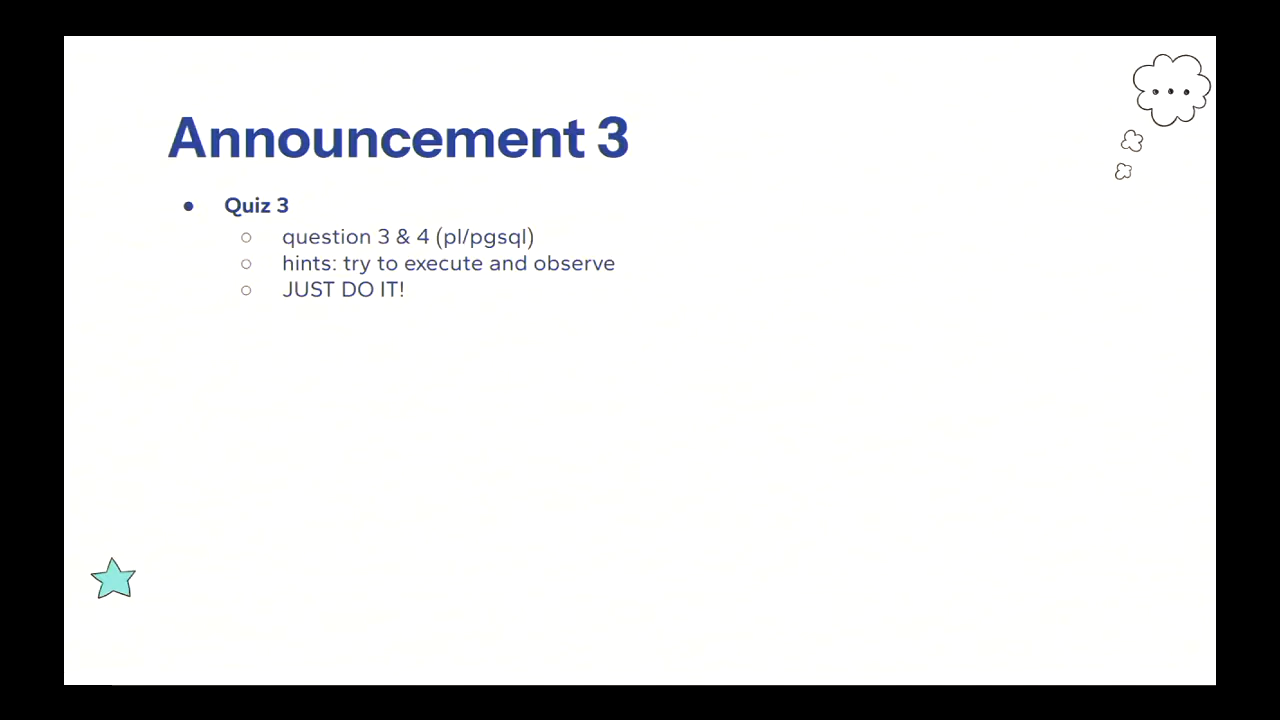 Announcement 3
● Quiz 3
○ question 3 & 4 (pl/pgsql)
○ hints: try to execute and observe
○ JUST DO IT!